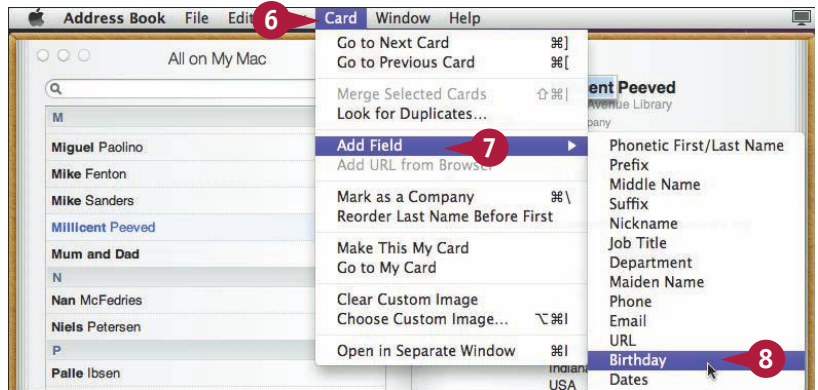 Address Book File Edit 6 Card Window Help
All on My Mac
M
Miguel Paolino
Mike Fenton
Mike Sanders
Millicent Peeved
Mum and Dad
N
Nan McFedries
Niels Petersen
P
Palle Ibsen
Go to Next Card ⌘]
Go to Previous Card ⌘[
Merge Selected Cards ⇧⌘|
Look for Duplicates...
Add Field 7
Add URL from Browser
Mark as a Company ⌘\
Reorder Last Name Before First
Make This My Card
Go to My Card
Clear Custom Image
Choose Custom Image... ⌥⌘I
Open in Separate Window ⌘I
ent Peeved
Avenue Library
pany
Phonetic First/Last Name
Prefix
Middle Name
Suffix
Nickname
Job Title
Department
Maiden Name
Phone
Email
URL
Birthday 8
Dates
Indiana
USA